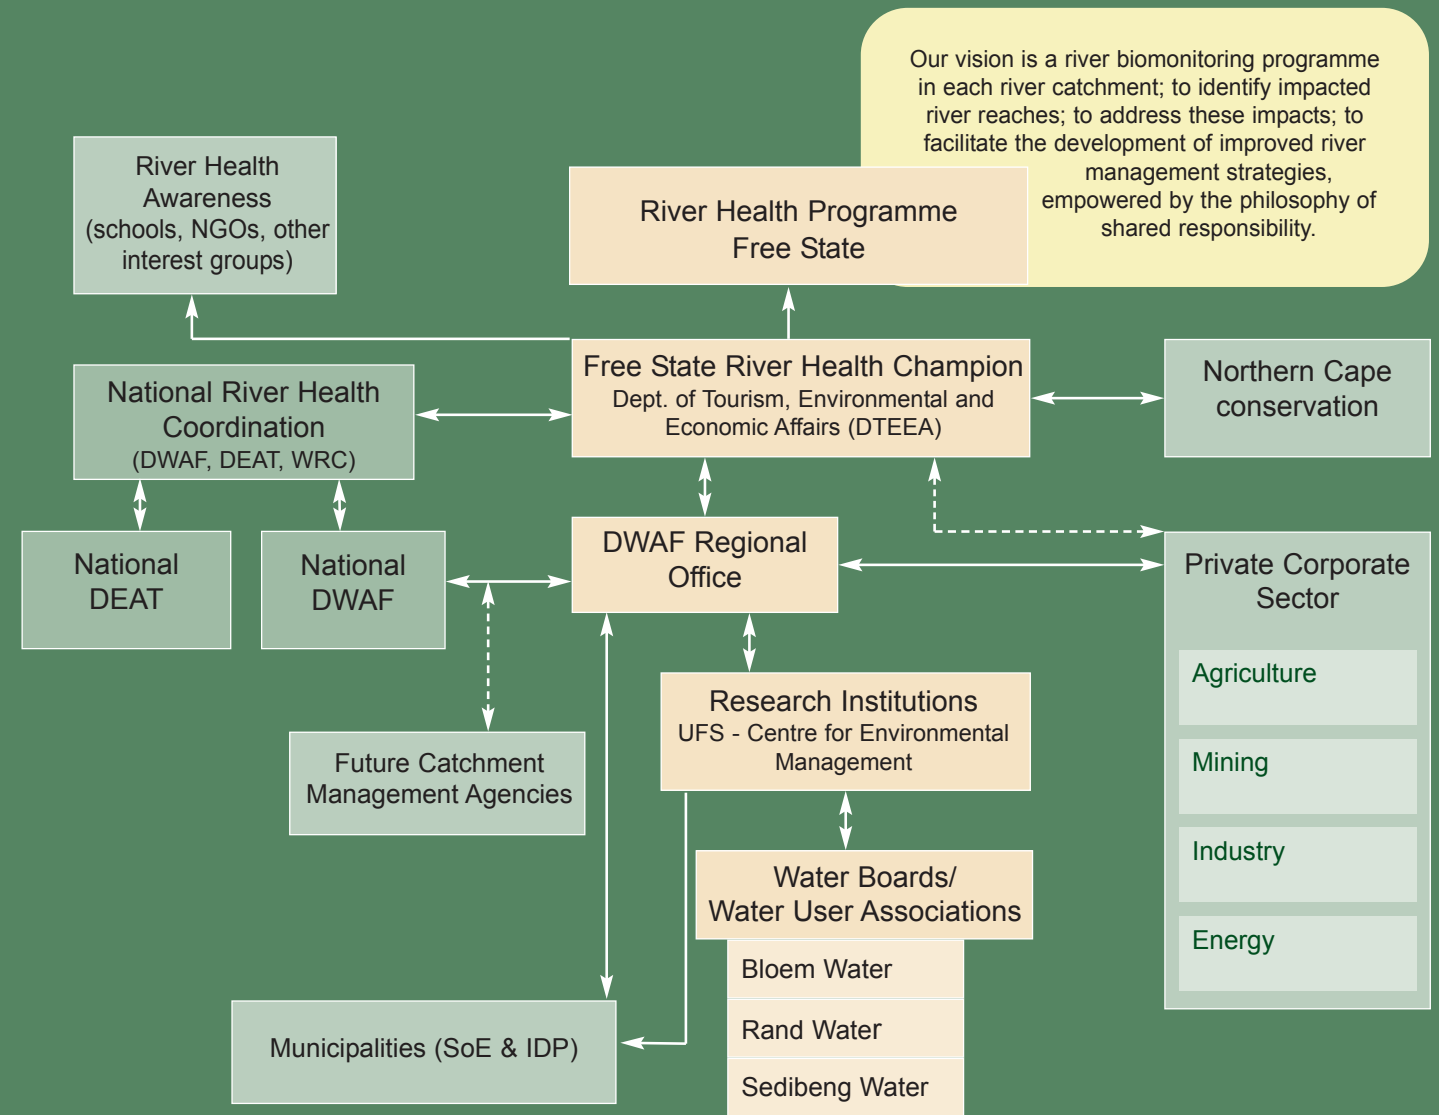 Our vision is a river biomonitoring programme
in each river catchment; to identify impacted
river reaches; to address these impacts; to
facilitate the development of improved river
management strategies,
empowered by the philosophy of
shared responsibility.
River Health
Awareness
(schools, NGOs, other
interest groups)
River Health Programme
Free State
National River Health
Coordination
(DWAF, DEAT, WRC)
Free State River Health Champion
Dept. of Tourism, Environmental and
Economic Affairs (DTEEA)
Northern Cape
conservation
National
DEAT
National
DWAF
DWAF Regional
Office
Private Corporate
Sector
Agriculture
Mining
Industry
Energy
Research Institutions
UFS - Centre for Environmental
Management
Future Catchment
Management Agencies
Water Boards/
Water User Associations
Bloem Water
Rand Water
Sedibeng Water
Municipalities (SoE & IDP)